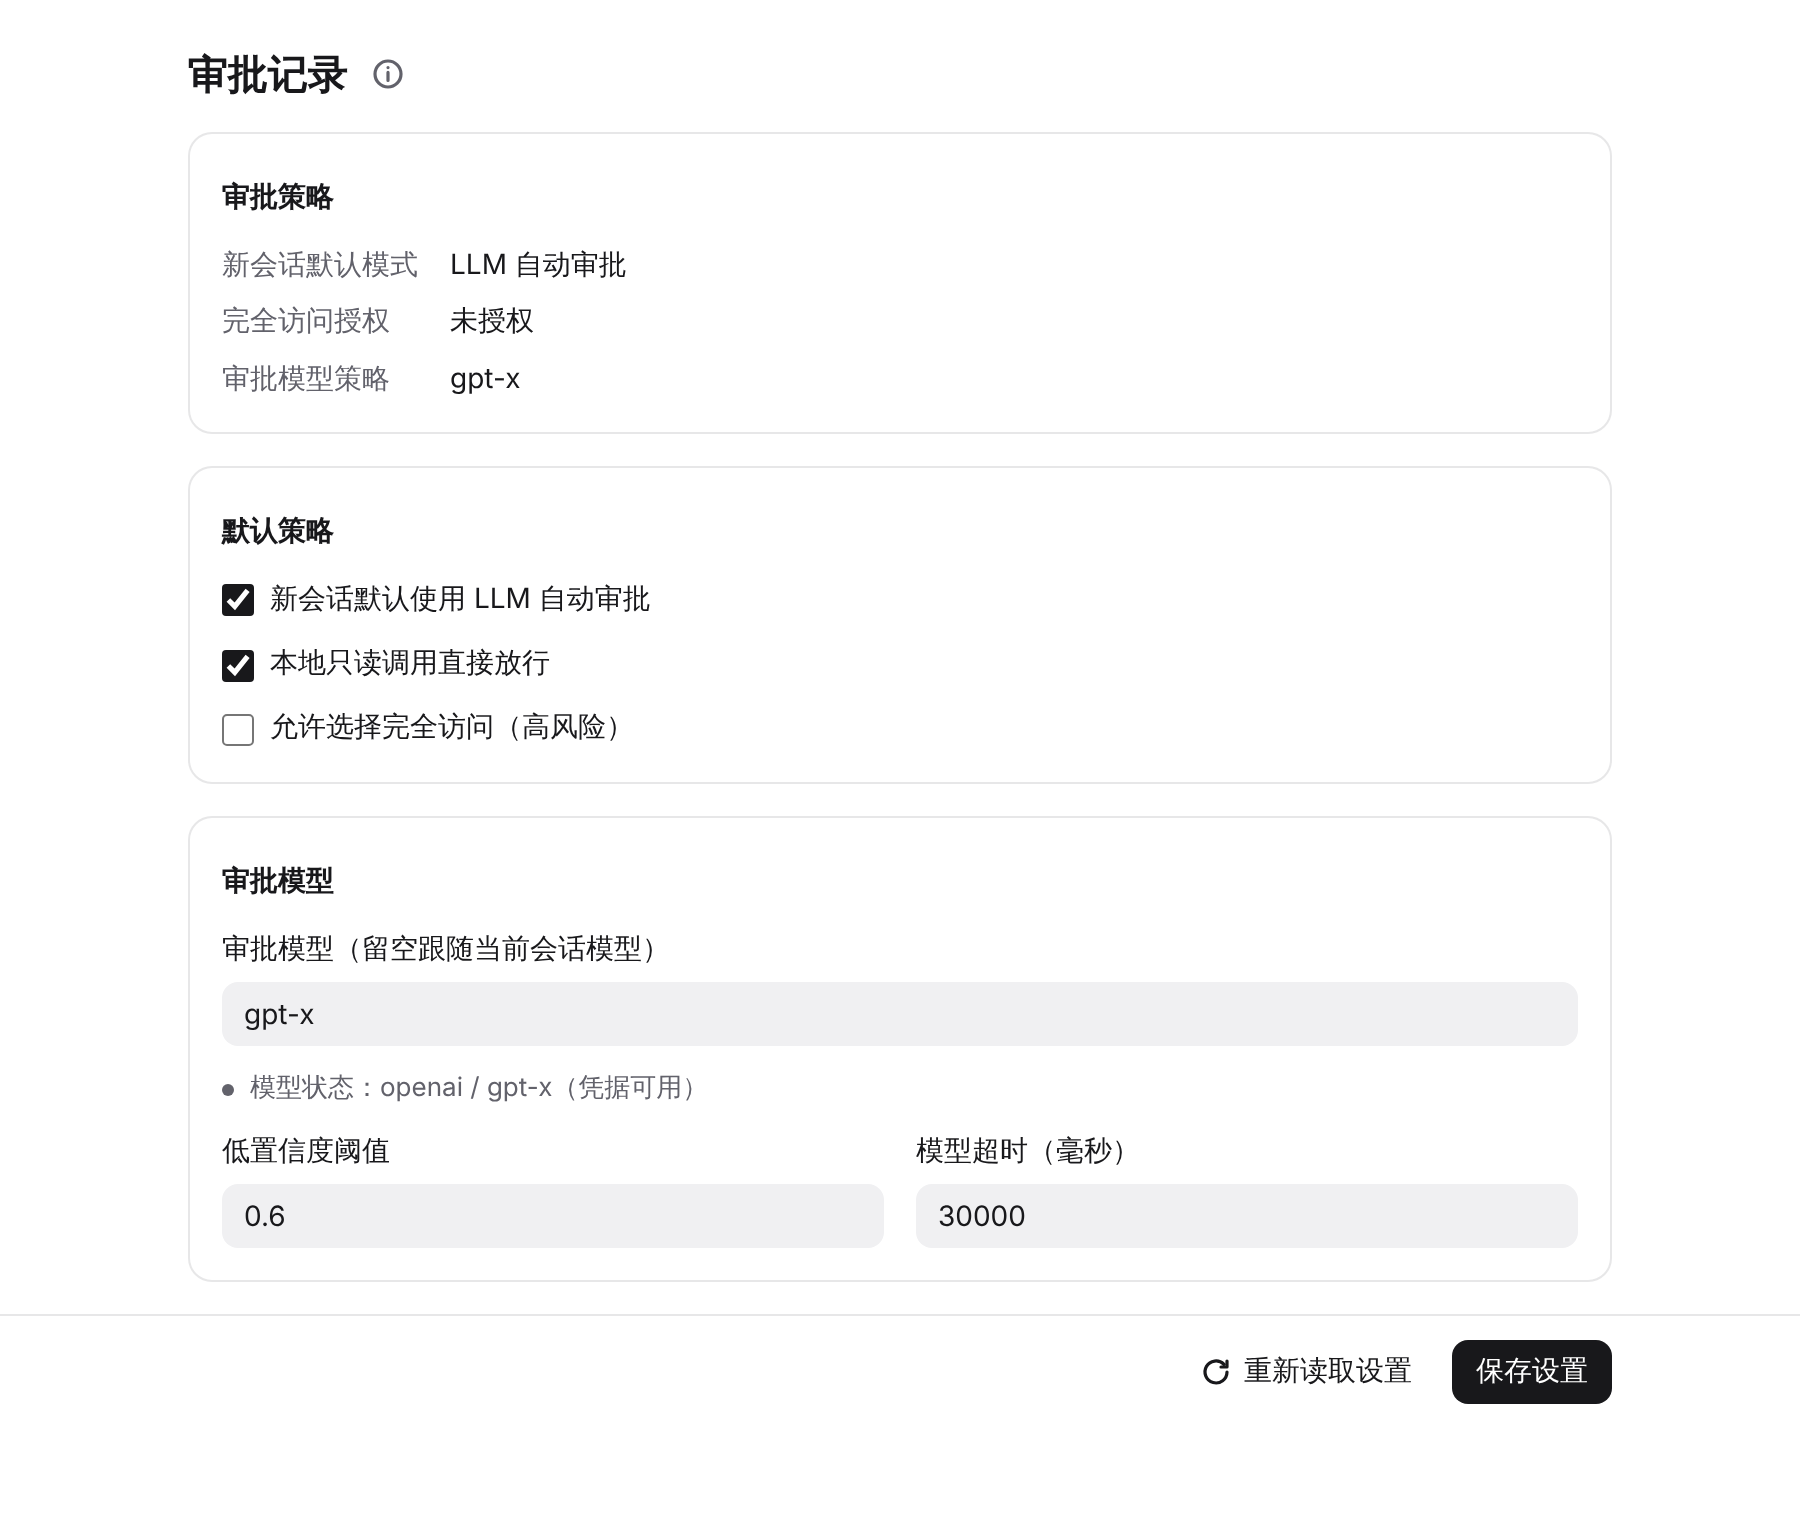 审批记录
审批策略
新会话默认模式 LLM 自动审批
完全访问授权 未授权
审批模型策略 gpt-x
默认策略
新会话默认使用 LLM 自动审批
本地只读调用直接放行
允许选择完全访问（高风险）
审批模型
审批模型（留空跟随当前会话模型）
gpt-x
模型状态：openai / gpt-x（凭据可用）
低置信度阈值 模型超时（毫秒）
0.6 30000
重新读取设置 保存设置